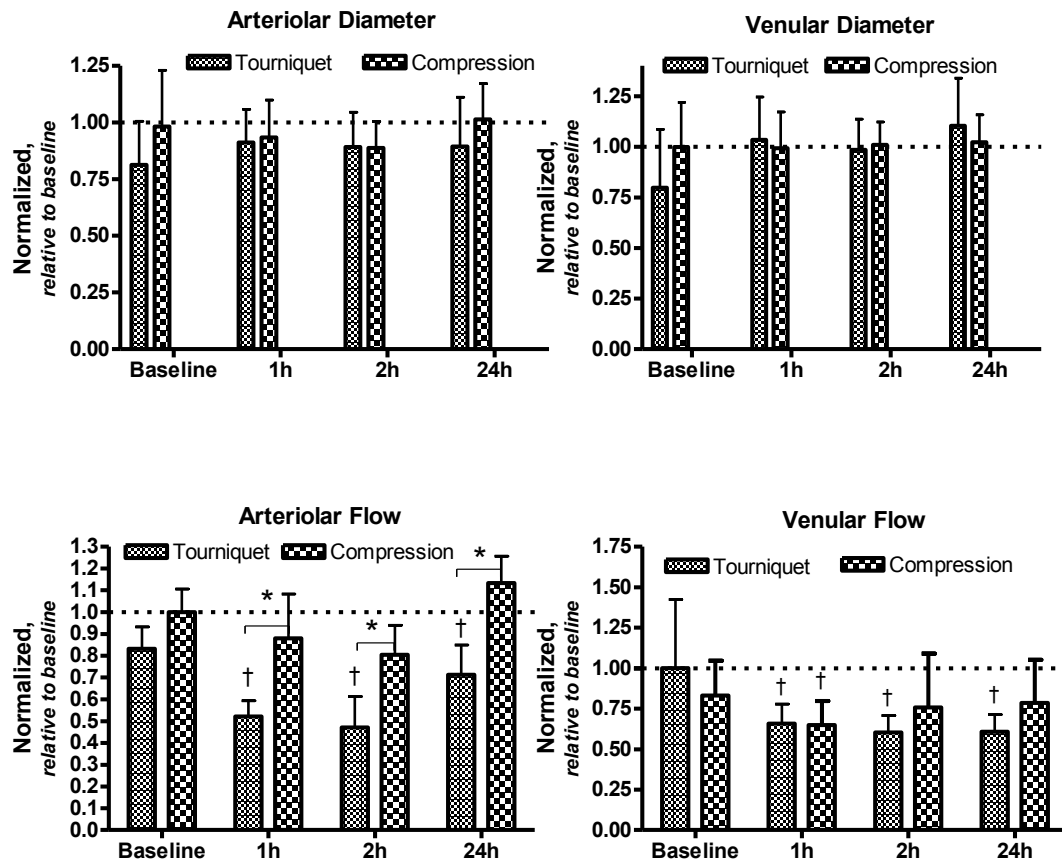 Arteriolar Diameter
Tourniquet Compression
1.25
1.00
0.75
0.50
0.25
0.00
Normalized,
relative to baseline
Baseline 1h 2h 24h
Venular Diameter
Tourniquet Compression
1.25
1.00
0.75
0.50
0.25
0.00
Normalized,
relative to baseline
Baseline 1h 2h 24h
Arteriolar Flow
Tourniquet Compression
1.3
1.2
1.1
1.0
0.9
0.8
0.7
0.6
0.5
0.4
0.3
0.2
0.1
0.0
Normalized,
relative to baseline
* * *
† † †
Baseline 1h 2h 24h
Venular Flow
Tourniquet Compression
1.75
1.50
1.25
1.00
0.75
0.50
0.25
0.00
Normalized,
relative to baseline
† † † †
Baseline 1h 2h 24h